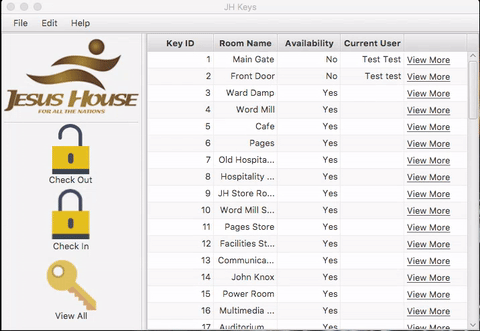 JH Keys
File Edit Help
JESUS HOUSE
FOR ALL THE NATIONS
Check Out
Check In
View All
Key ID Room Name Availability Current User
1 Main Gate No Test Test View More
2 Front Door No Test test View More
3 Ward Damp Yes View More
4 Word Mill Yes View More
5 Cafe Yes View More
6 Pages Yes View More
7 Old Hospita... Yes View More
8 Hospitality ... Yes View More
9 JH Store Ro... Yes View More
10 Word Mill S... Yes View More
11 Pages Store Yes View More
12 Facilities St... Yes View More
13 Communica... Yes View More
14 John Knox Yes View More
15 Power Room Yes View More
16 Multimedia ... Yes View More
17 Auditorium Yes View More